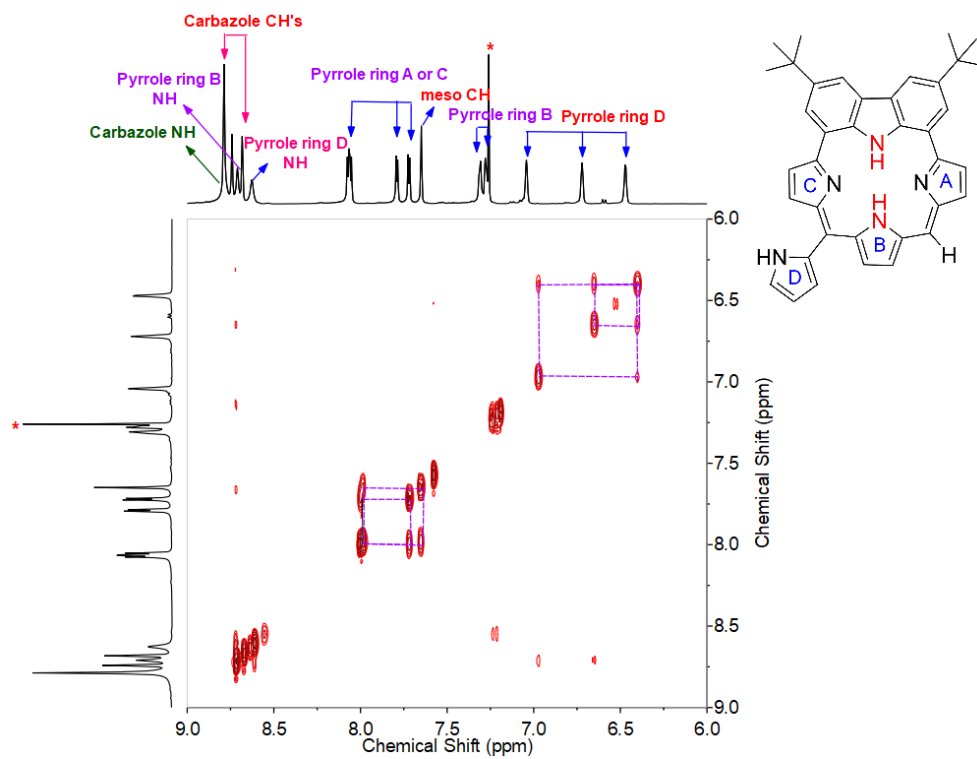 Carbazole CH's
*
Pyrrole ring B
NH
Pyrrole ring A or C
meso CH
Carbazole NH
Pyrrole ring D
NH
Pyrrole ring B
Pyrrole ring D
N
H
C
N
N
A
H
N
B
H
HN
D
*
6.0
6.5
7.0
7.5
8.0
8.5
9.0
Chemical Shift (ppm)
9.0
8.5
8.0
7.5
7.0
6.5
6.0
Chemical Shift (ppm)